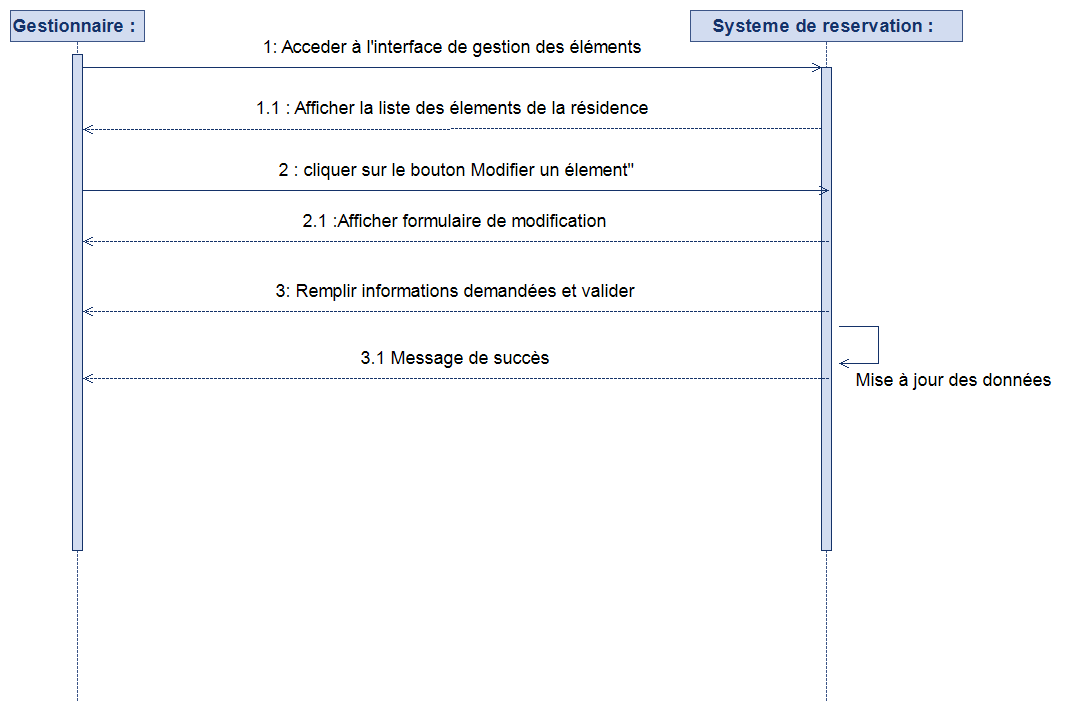 Gestionnaire :
Systeme de reservation :
1: Acceder à l'interface de gestion des éléments
1.1 : Afficher la liste des élements de la résidence
2 : cliquer sur le bouton Modifier un élement"
2.1 :Afficher formulaire de modification
3: Remplir informations demandées et valider
3.1 Message de succès
Mise à jour des données